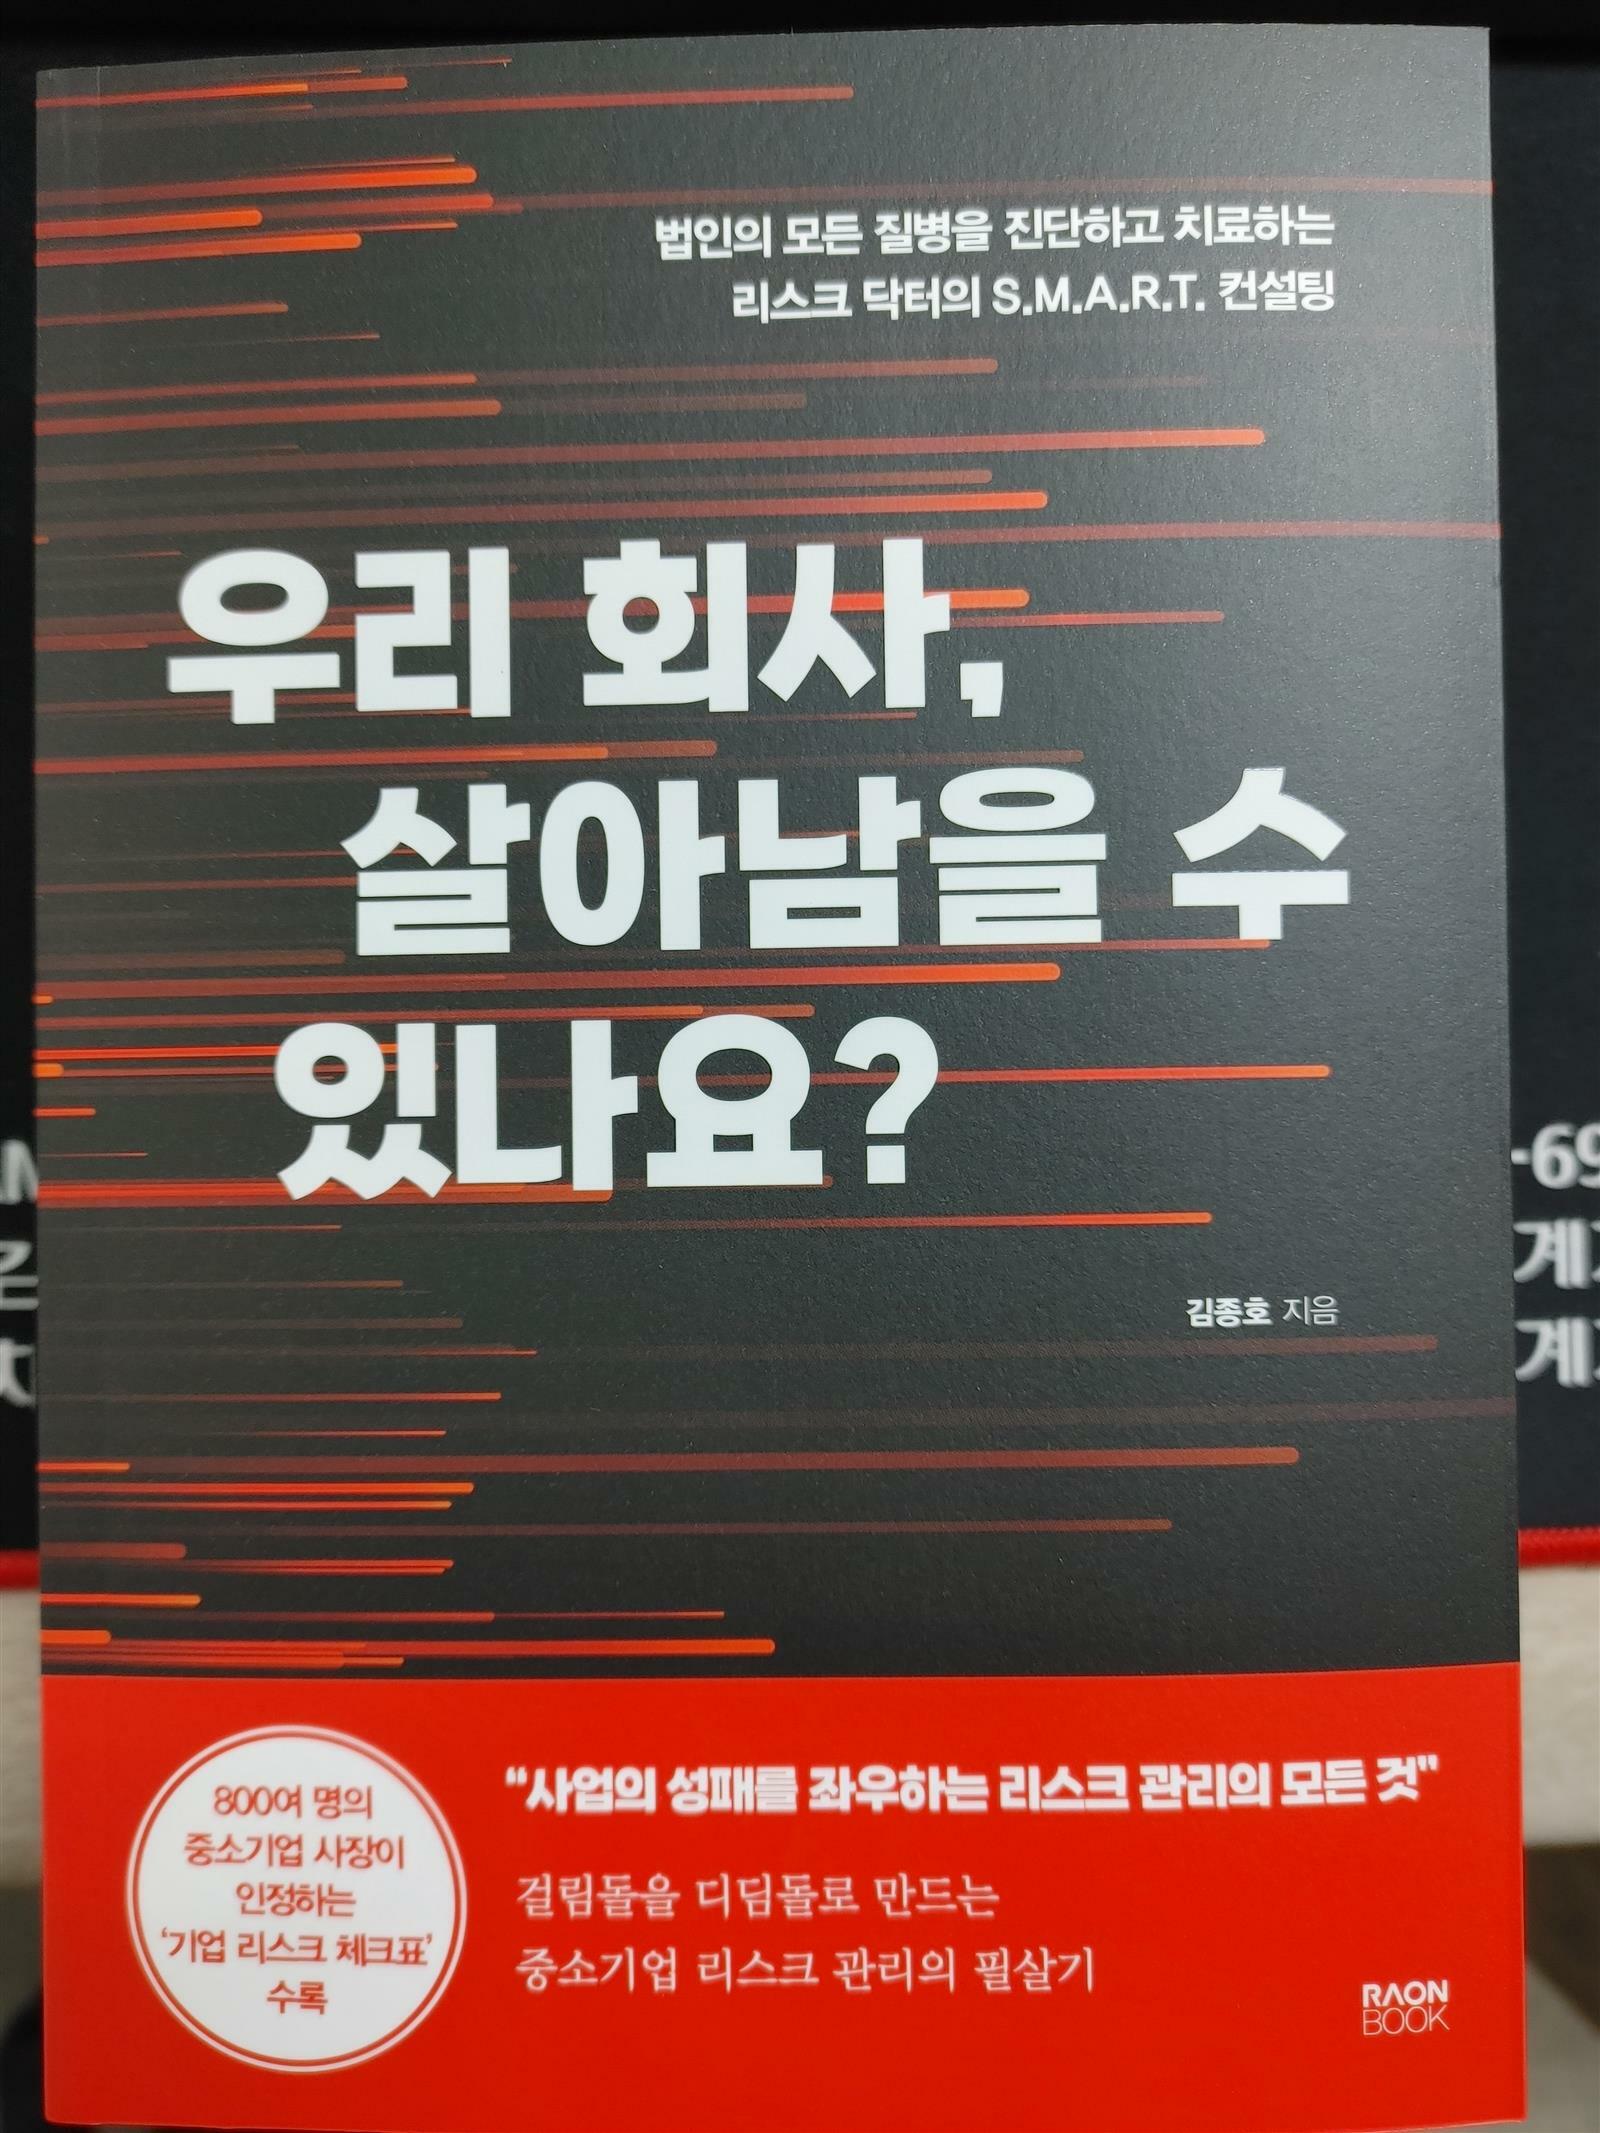 법인의 모든 질병을 진단하고 치료하는
리스크 닥터의 S.M.A.R.T. 컨설팅
우리 회사,
살아남을 수
있나요?
김종호 지음
800여 명의
중소기업 사장이
인정하는
‘기업 리스크 체크표’
수록
“사업의 성패를 좌우하는 리스크 관리의 모든 것”
걸림돌을 디딤돌로 만드는
중소기업 리스크 관리의 필살기
RAON
BOOK
-69
계
계